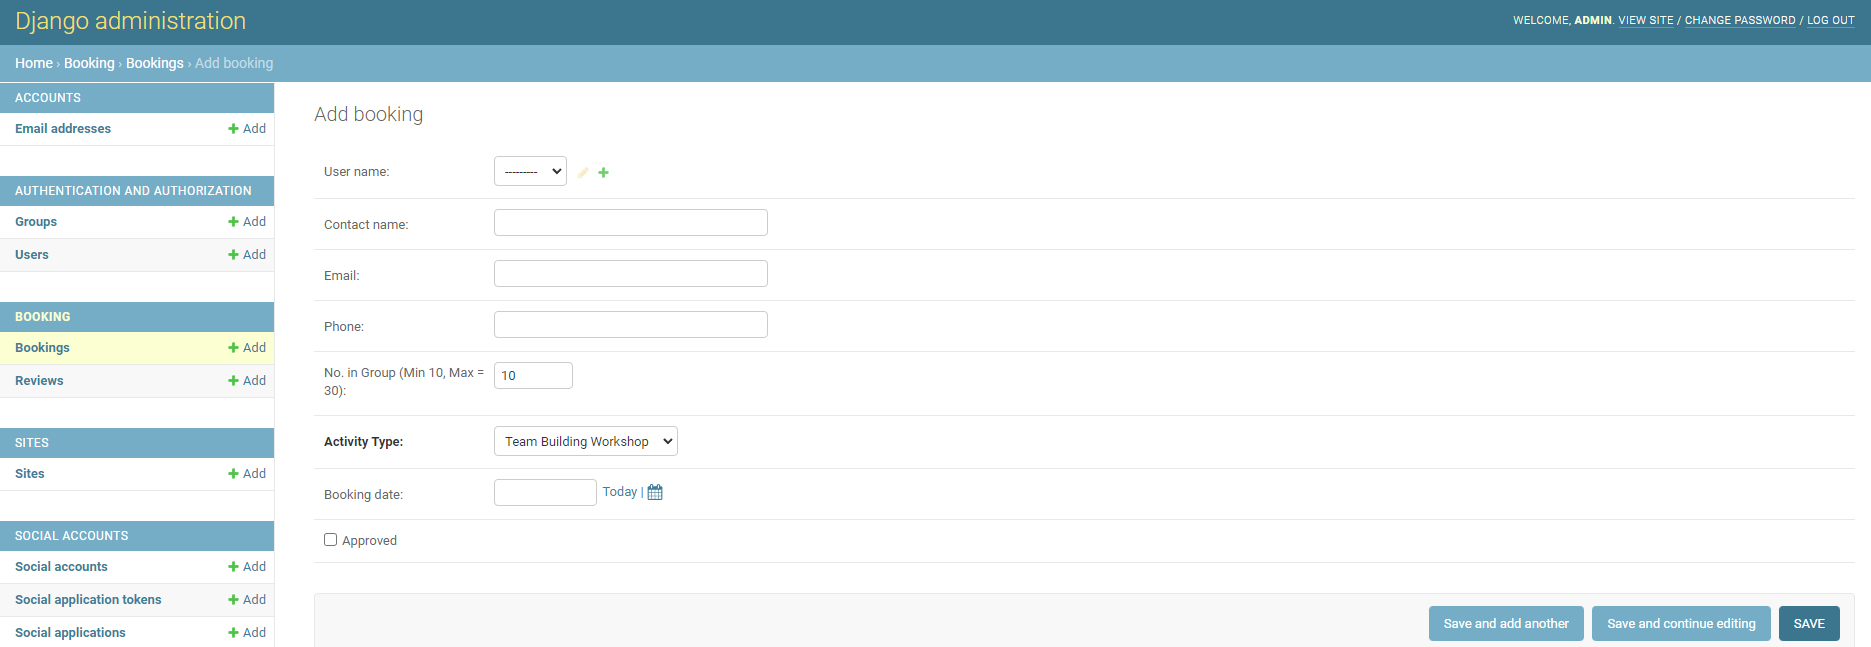 Django administration
WELCOME, ADMIN. VIEW SITE / CHANGE PASSWORD / LOG OUT
Home › Booking › Bookings › Add booking
ACCOUNTS
Email addresses Add
AUTHENTICATION AND AUTHORIZATION
Groups Add
Users Add
BOOKING
Bookings Add
Reviews Add
SITES
Sites Add
SOCIAL ACCOUNTS
Social accounts Add
Social application tokens Add
Social applications Add
Add booking
User name: ---------
Contact name:
Email:
Phone:
No. in Group (Min 10, Max =
30): 10
Activity Type: Team Building Workshop
Booking date: Today |
Approved
Save and add another Save and continue editing SAVE